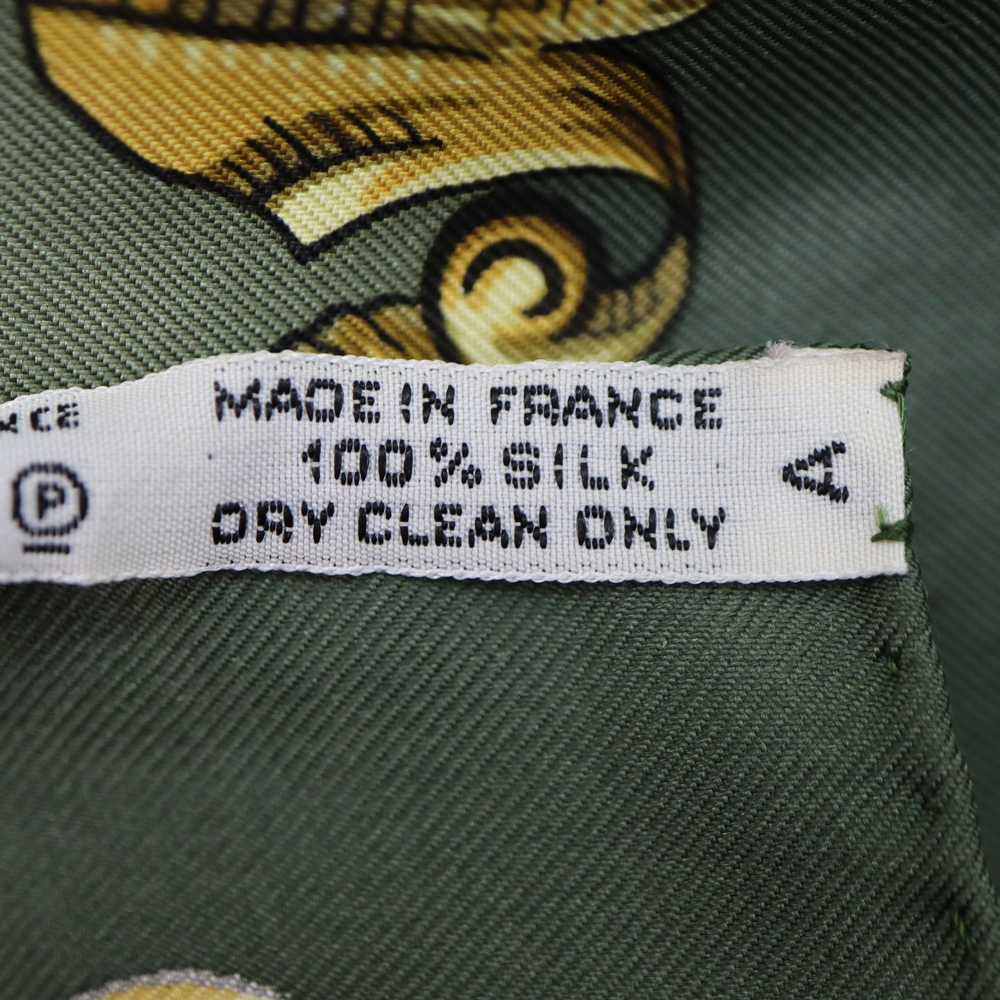 MADE IN FRANCE
100% SILK
DRY CLEAN ONLY
A
P